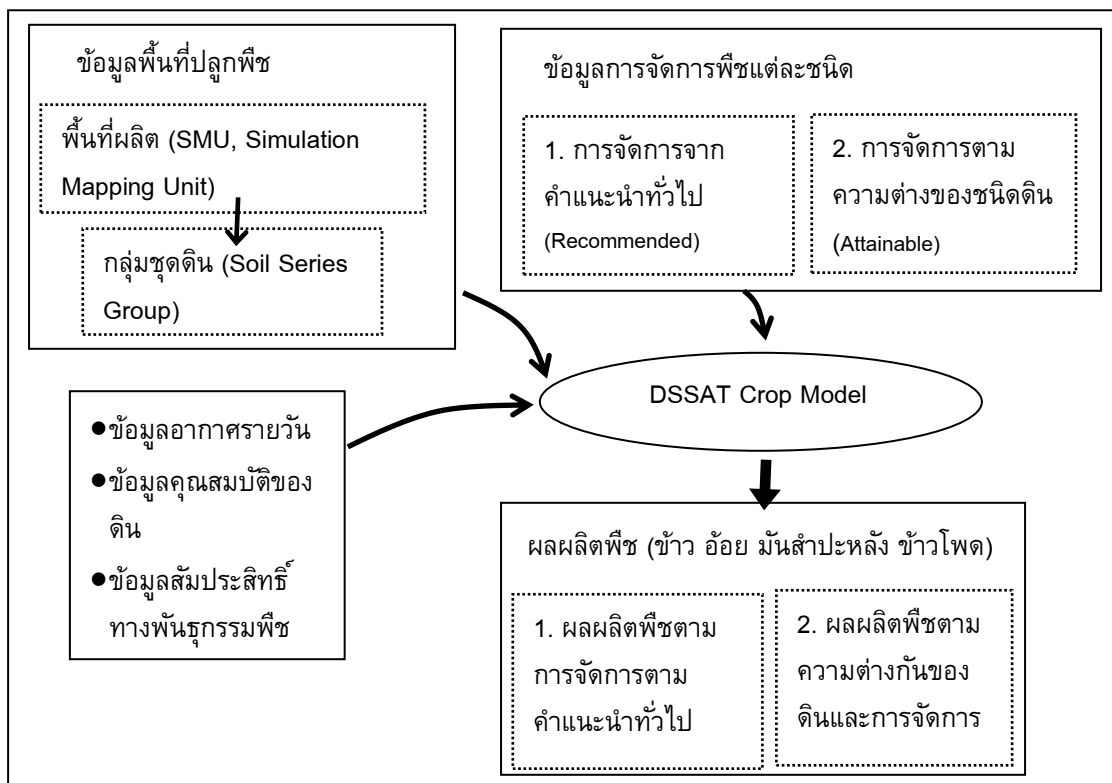 ข้อมูลพื้นที่ปลูกพืช
พื้นที่ผลิต (SMU, Simulation
Mapping Unit)
กลุ่มชุดดิน (Soil Series
Group)
ข้อมูลการจัดการพืชแต่ละชนิด
1. การจัดการจาก
คำแนะนำทั่วไป
(Recommended)
2. การจัดการตาม
ความต่างของชนิดดิน
(Attainable)
●ข้อมูลอากาศรายวัน
●ข้อมูลคุณสมบัติของ
ดิน
●ข้อมูลสัมประสิทธิ์
ทางพันธุกรรมพืช
DSSAT Crop Model
ผลผลิตพืช (ข้าว อ้อย มันสำปะหลัง ข้าวโพด)
1. ผลผลิตพืชตาม
การจัดการตาม
คำแนะนำทั่วไป
2. ผลผลิตพืชตาม
ความต่างกันของ
ดินและการจัดการ